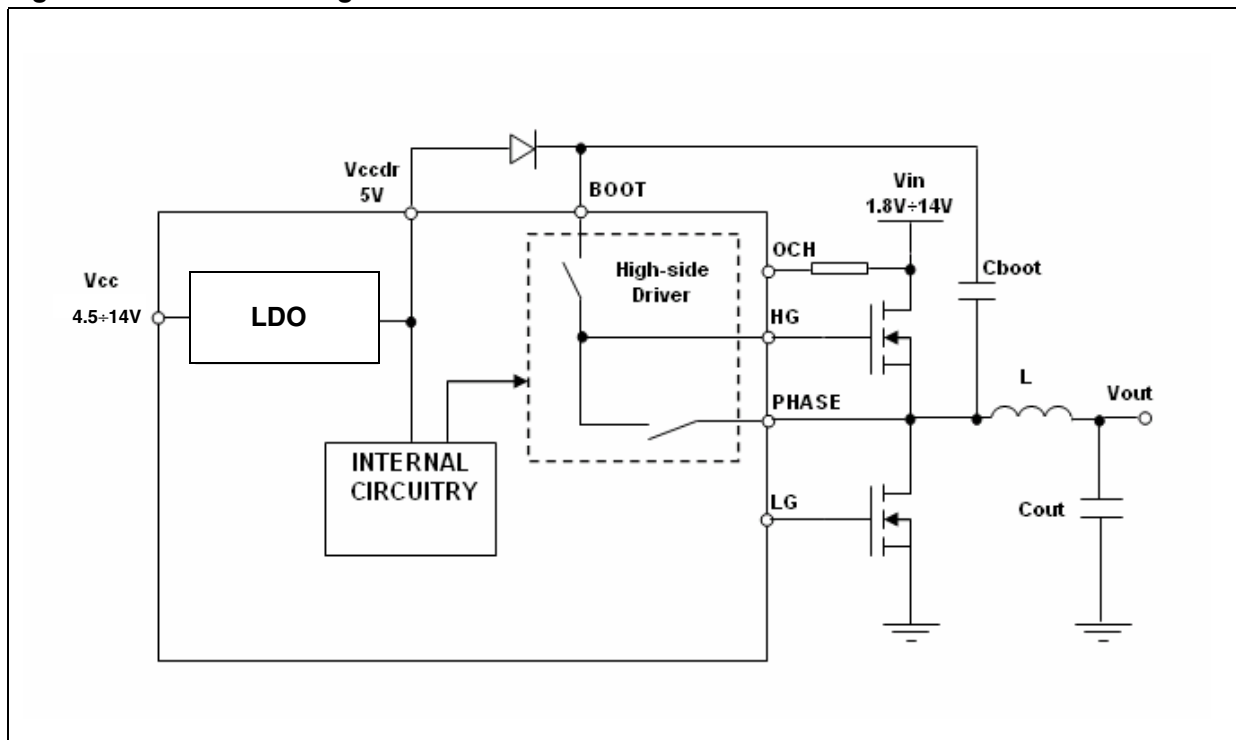 Vccdr
5V
BOOT
Vin
1.8V÷14V
OCH
High-side
Driver
Cboot
Vcc
4.5÷14V
LDO
HG
L
Vout
PHASE
INTERNAL
CIRCUITRY
LG
Cout